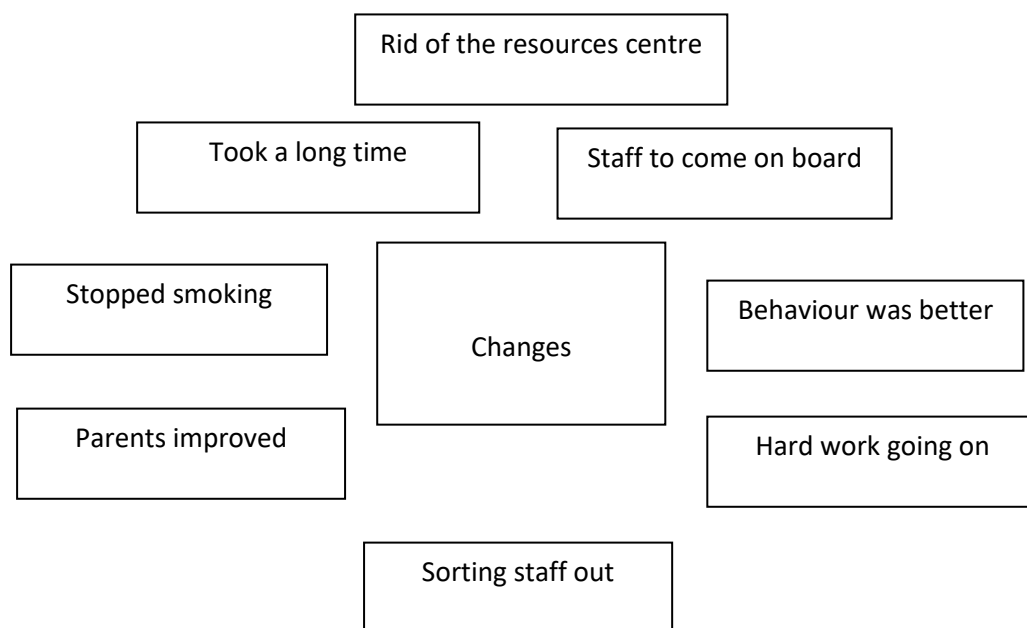 Rid of the resources centre
Took a long time
Staff to come on board
Stopped smoking
Behaviour was better
Changes
Parents improved
Hard work going on
Sorting staff out